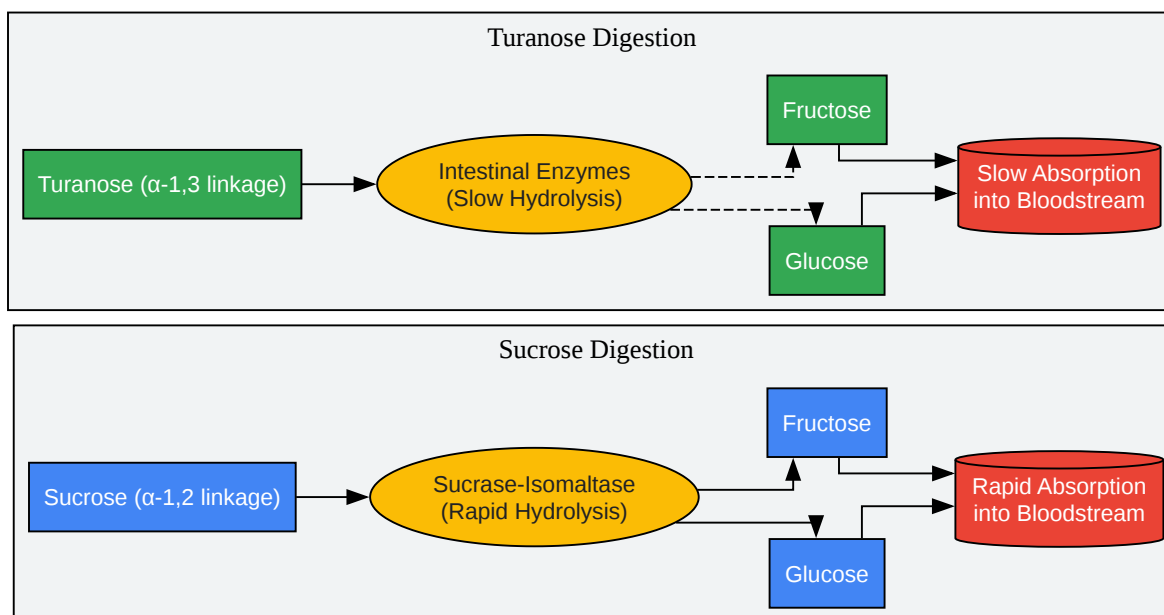 Turanose Digestion
Turanose (α-1,3 linkage)
Intestinal Enzymes
(Slow Hydrolysis)
Fructose
Glucose
Slow Absorption
into Bloodstream
Sucrose Digestion
Sucrose (α-1,2 linkage)
Sucrase-Isomaltase
(Rapid Hydrolysis)
Fructose
Glucose
Rapid Absorption
into Bloodstream